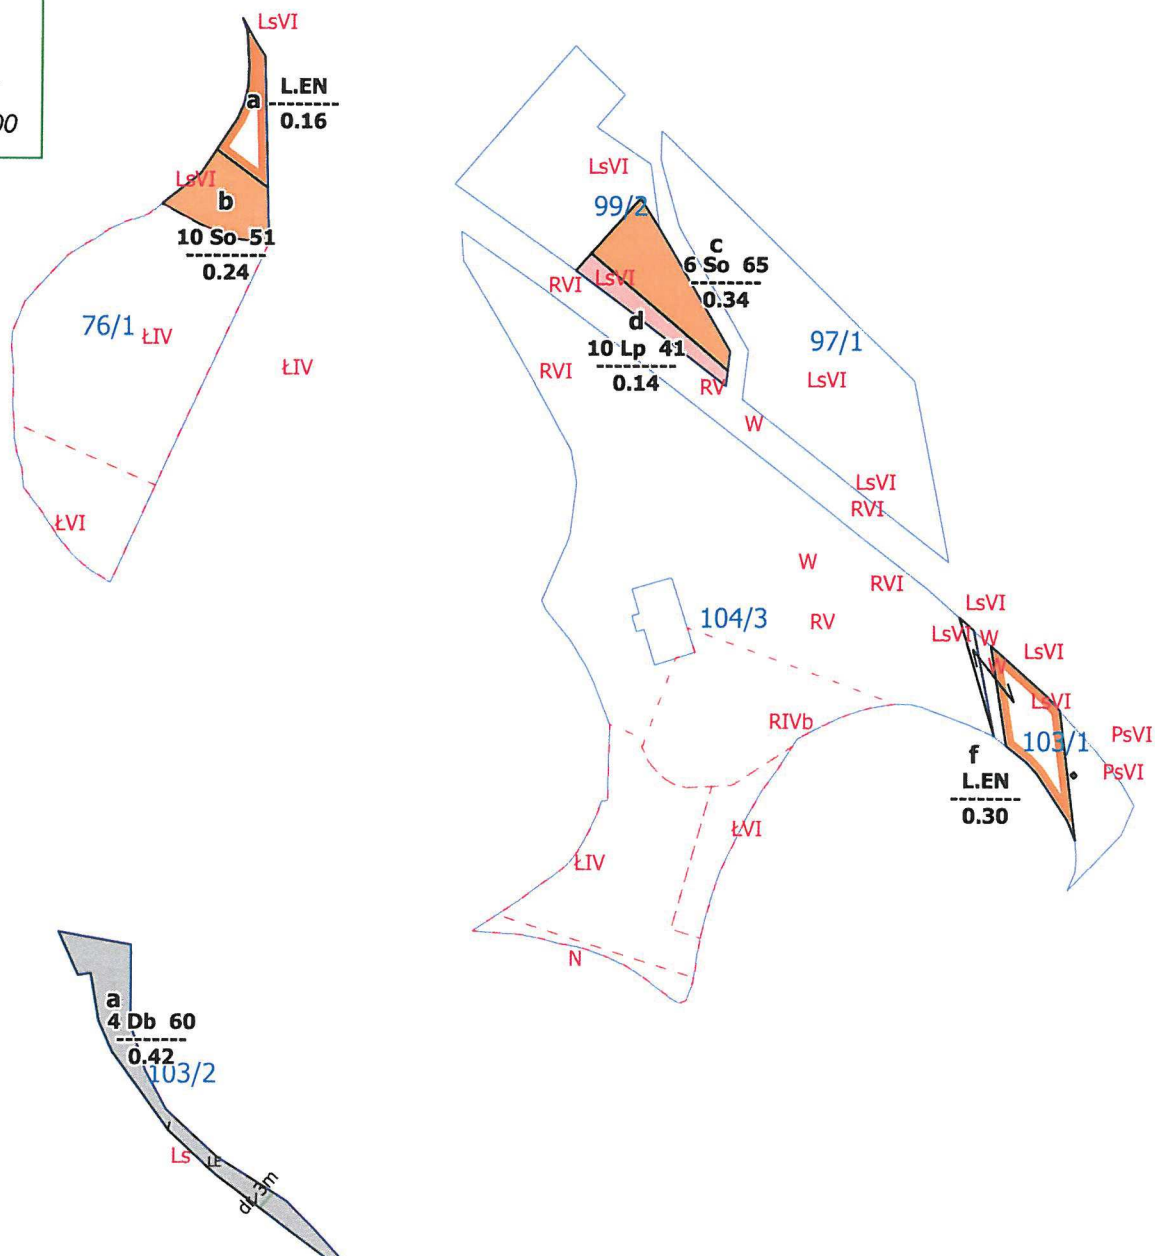 LsVI
L.EN
a
0.16
00
LsVI
LsVI
b
99/2
10 So 51
c
0.24
6 So 65
RVI
LsVI
0.34
76/1
ŁIV
d
97/1
10 Lp 41
ŁIV
RVI
LsVI
0.14
RV
W
LsVI
RVI
ŁVI
W
RVI
LsVI
104/3
RV
LsVI
W
LsVI
W
LsVI
RIVb
103/1
PsVI
f
PsVI
L.EN
0.30
ŁVI
ŁIV
N
a
4 Db 60
0.42
103/2
Ls
LE
3m